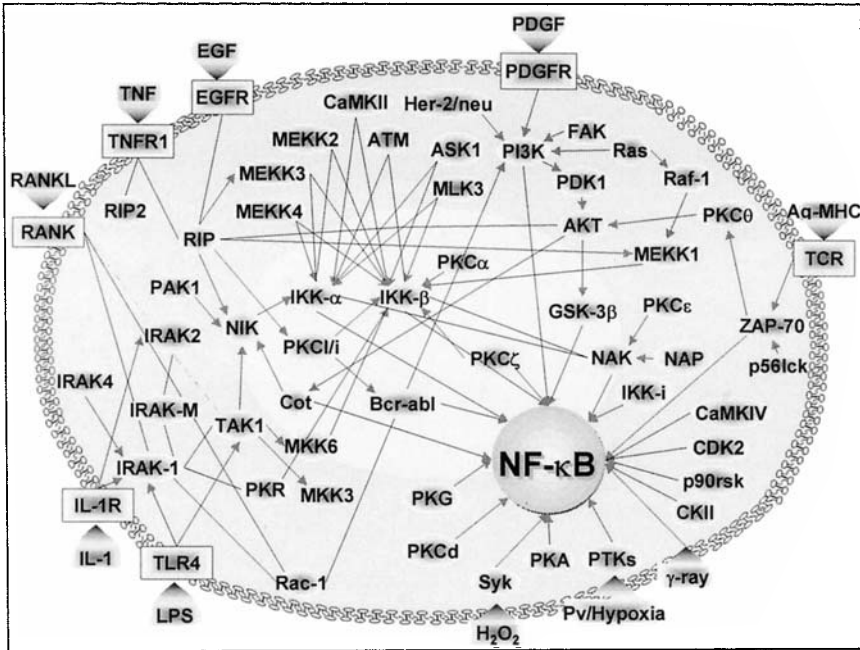 PDGF
EGF
PDGFR
TNF
EGFR
CaMKII
Her-2/neu
TNFR1
MEKK2
ATM
FAK
ASK1
PI3K
Ras
RANKL
MEKK3
PDK1
Raf-1
RIP2
MLK3
RANK
MEKK4
AKT
PKCθ
Ag-MHC
RIP
MEKK1
TCR
PKCα
PAK1
IKK-α
IKK-β
GSK-3β
PKCε
NIK
ZAP-70
IRAK2
PKCI/i
PKCζ
NAK
NAP
p56lck
IRAK4
IKK-i
IRAK-M
Cot
Bcr-abl
CaMKIV
TAK1
MKK6
CDK2
NF-κB
IRAK-1
p90rsk
PKR
MKK3
PKG
IL-1R
CKII
PKCd
IL-1
TLR4
Rac-1
Syk
PKA
PTKs
γ-ray
LPS
Pv/Hypoxia
H₂O₂